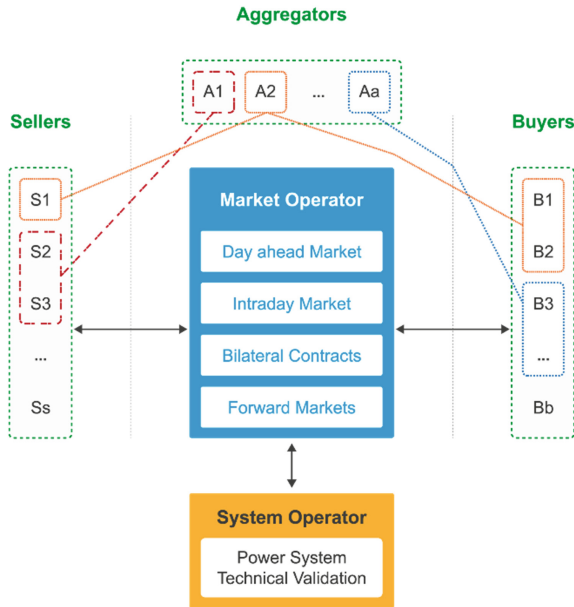 Aggregators
A1 A2 ... Aa
Sellers
Buyers
S1
S2
S3
...
Ss
Market Operator
Day ahead Market
Intraday Market
Bilateral Contracts
Forward Markets
B1
B2
B3
...
Bb
System Operator
Power System
Technical Validation